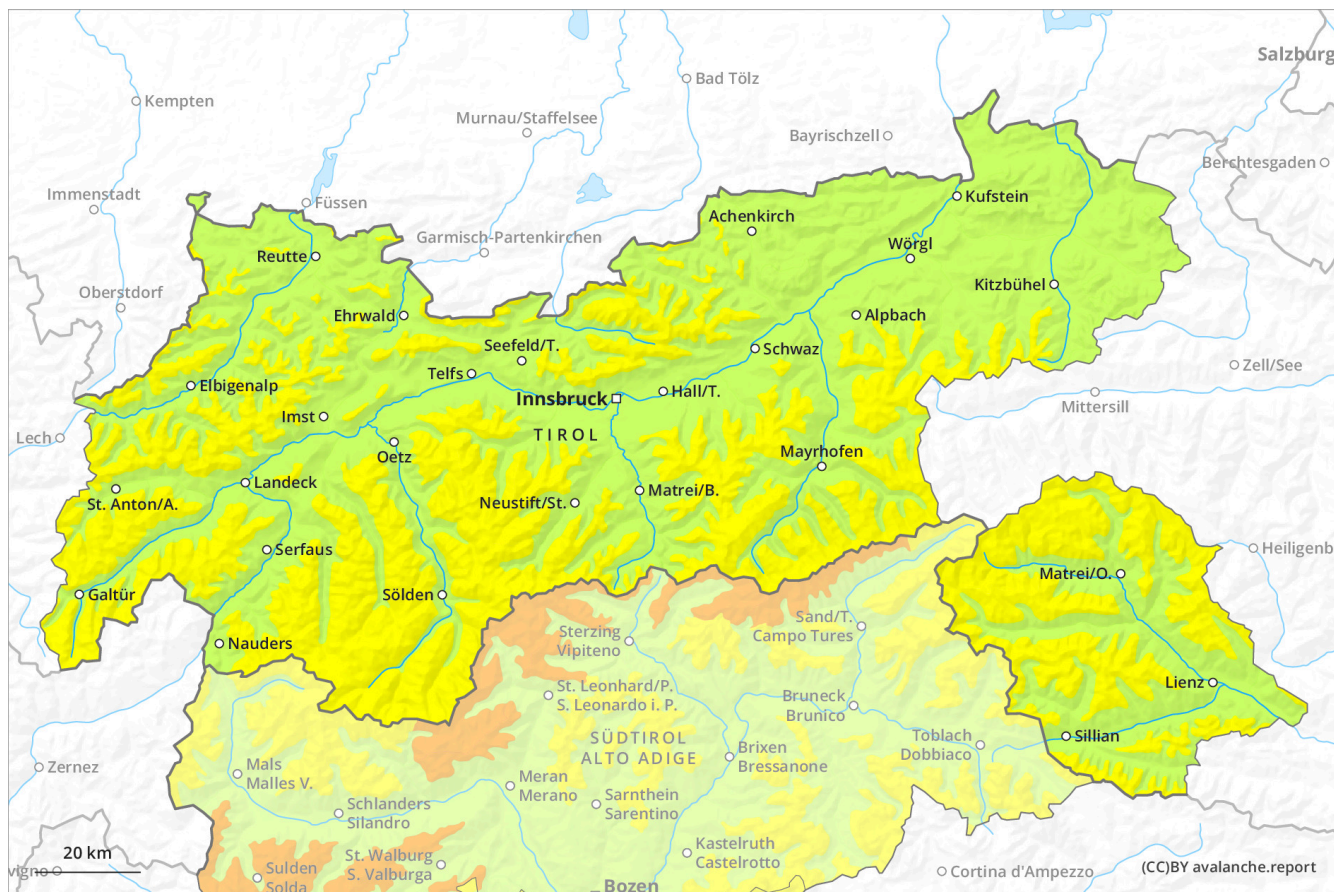 Salzburg
Bad Tölz
Kempten
Murnau/Staffelsee
Bayrischzell
Berchtesgaden
Immenstadt
Füssen
Kufstein
Achenkirch
Garmisch-Partenkirchen
Wörgl
Reutte
Kitzbühel
Oberstdorf
Ehrwald
Alpbach
Seefeld/T.
Schwaz
Zell/See
Telfs
Elbigenalp
Hall/T.
Innsbruck
Mittersill
Imst
Lech
TIROL
Mayrhofen
Oetz
Landeck
Matrei/B.
St. Anton/A.
Neustift/St.
Serfaus
Heiligenb
Matrei/O.
Galtür
Sölden
Sand/T.
Campo Tures
Sterzing
Vipiteno
Nauders
Lienz
St. Leonhard/P.
S. Leonardo i. P.
Bruneck
Brunico
Sillian
SÜDTIROL
ALTO ADIGE
Toblach
Dobbiaco
Brixen
Bressanone
Zernez
Mals
Malles V.
Meran
Merano
Schlanders
Silandro
Sarnthein
Sarentino
20 km
St. Walburg
S. Valburga
Kastelruth
Castelrotto
vigno
Sulden
Solda
Cortina d'Ampezzo
(CC)BY avalanche.report
Bozen